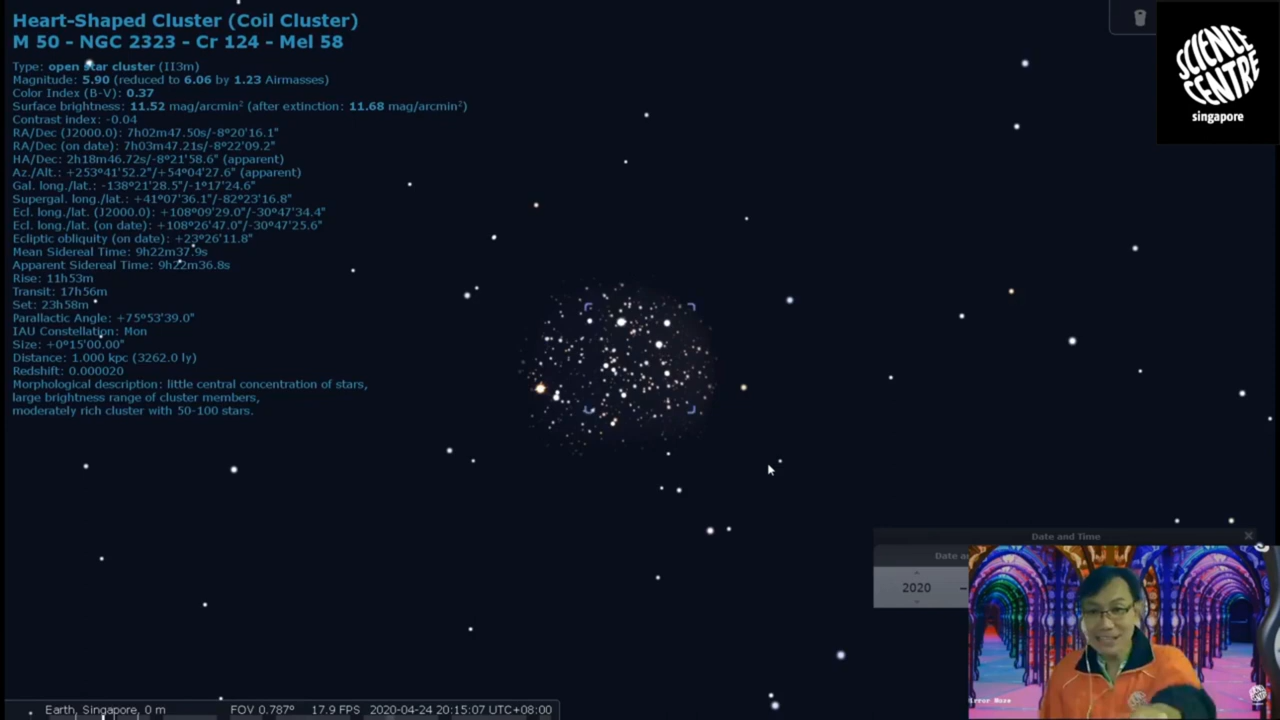 Heart-Shaped Cluster (Coil Cluster)
M 50 - NGC 2323 - Cr 124 - Mel 58
Type: open star cluster (II3m)
Magnitude: 5.90 (reduced to 6.06 by 1.23 Airmasses)
Color Index (B-V): 0.37
Surface brightness: 11.52 mag/arcmin² (after extinction: 11.68 mag/arcmin²)
Contrast index: -0.04
RA/Dec (J2000.0): 7h02m47.50s/-8°20'16.1"
RA/Dec (on date): 7h03m47.21s/-8°22'09.2"
HA/Dec: 2h18m46.72s/-8°21'58.6" (apparent)
Az./Alt.: +253°41'52.2"/+54°04'27.6" (apparent)
Gal. long./lat.: -138°21'28.5"/-1°17'24.6"
Supergal. long./lat.: +41°07'36.1"/-82°23'16.8"
Ecl. long./lat. (J2000.0): +108°09'29.0"/-30°47'34.4"
Ecl. long./lat. (on date): +108°26'47.0"/-30°47'25.6"
Ecliptic obliquity (on date): +23°26'11.8"
Mean Sidereal Time: 9h22m37.9s
Apparent Sidereal Time: 9h22m36.8s
Rise: 11h53m
Transit: 17h56m
Set: 23h58m
Parallactic Angle: +75°53'39.0"
IAU Constellation: Mon
Size: +0°15'00.00"
Distance: 1.000 kpc (3262.0 ly)
Redshift: 0.000020
Morphological description: little central concentration of stars,
large brightness range of cluster members,
moderately rich cluster with 50-100 stars.
SCIENCE
CENTRE
singapore
Date and Time
Date a
2020 –
Earth, Singapore, 0 m FOV 0.787° 17.9 FPS 2020-04-24 20:15:07 UTC+08:00